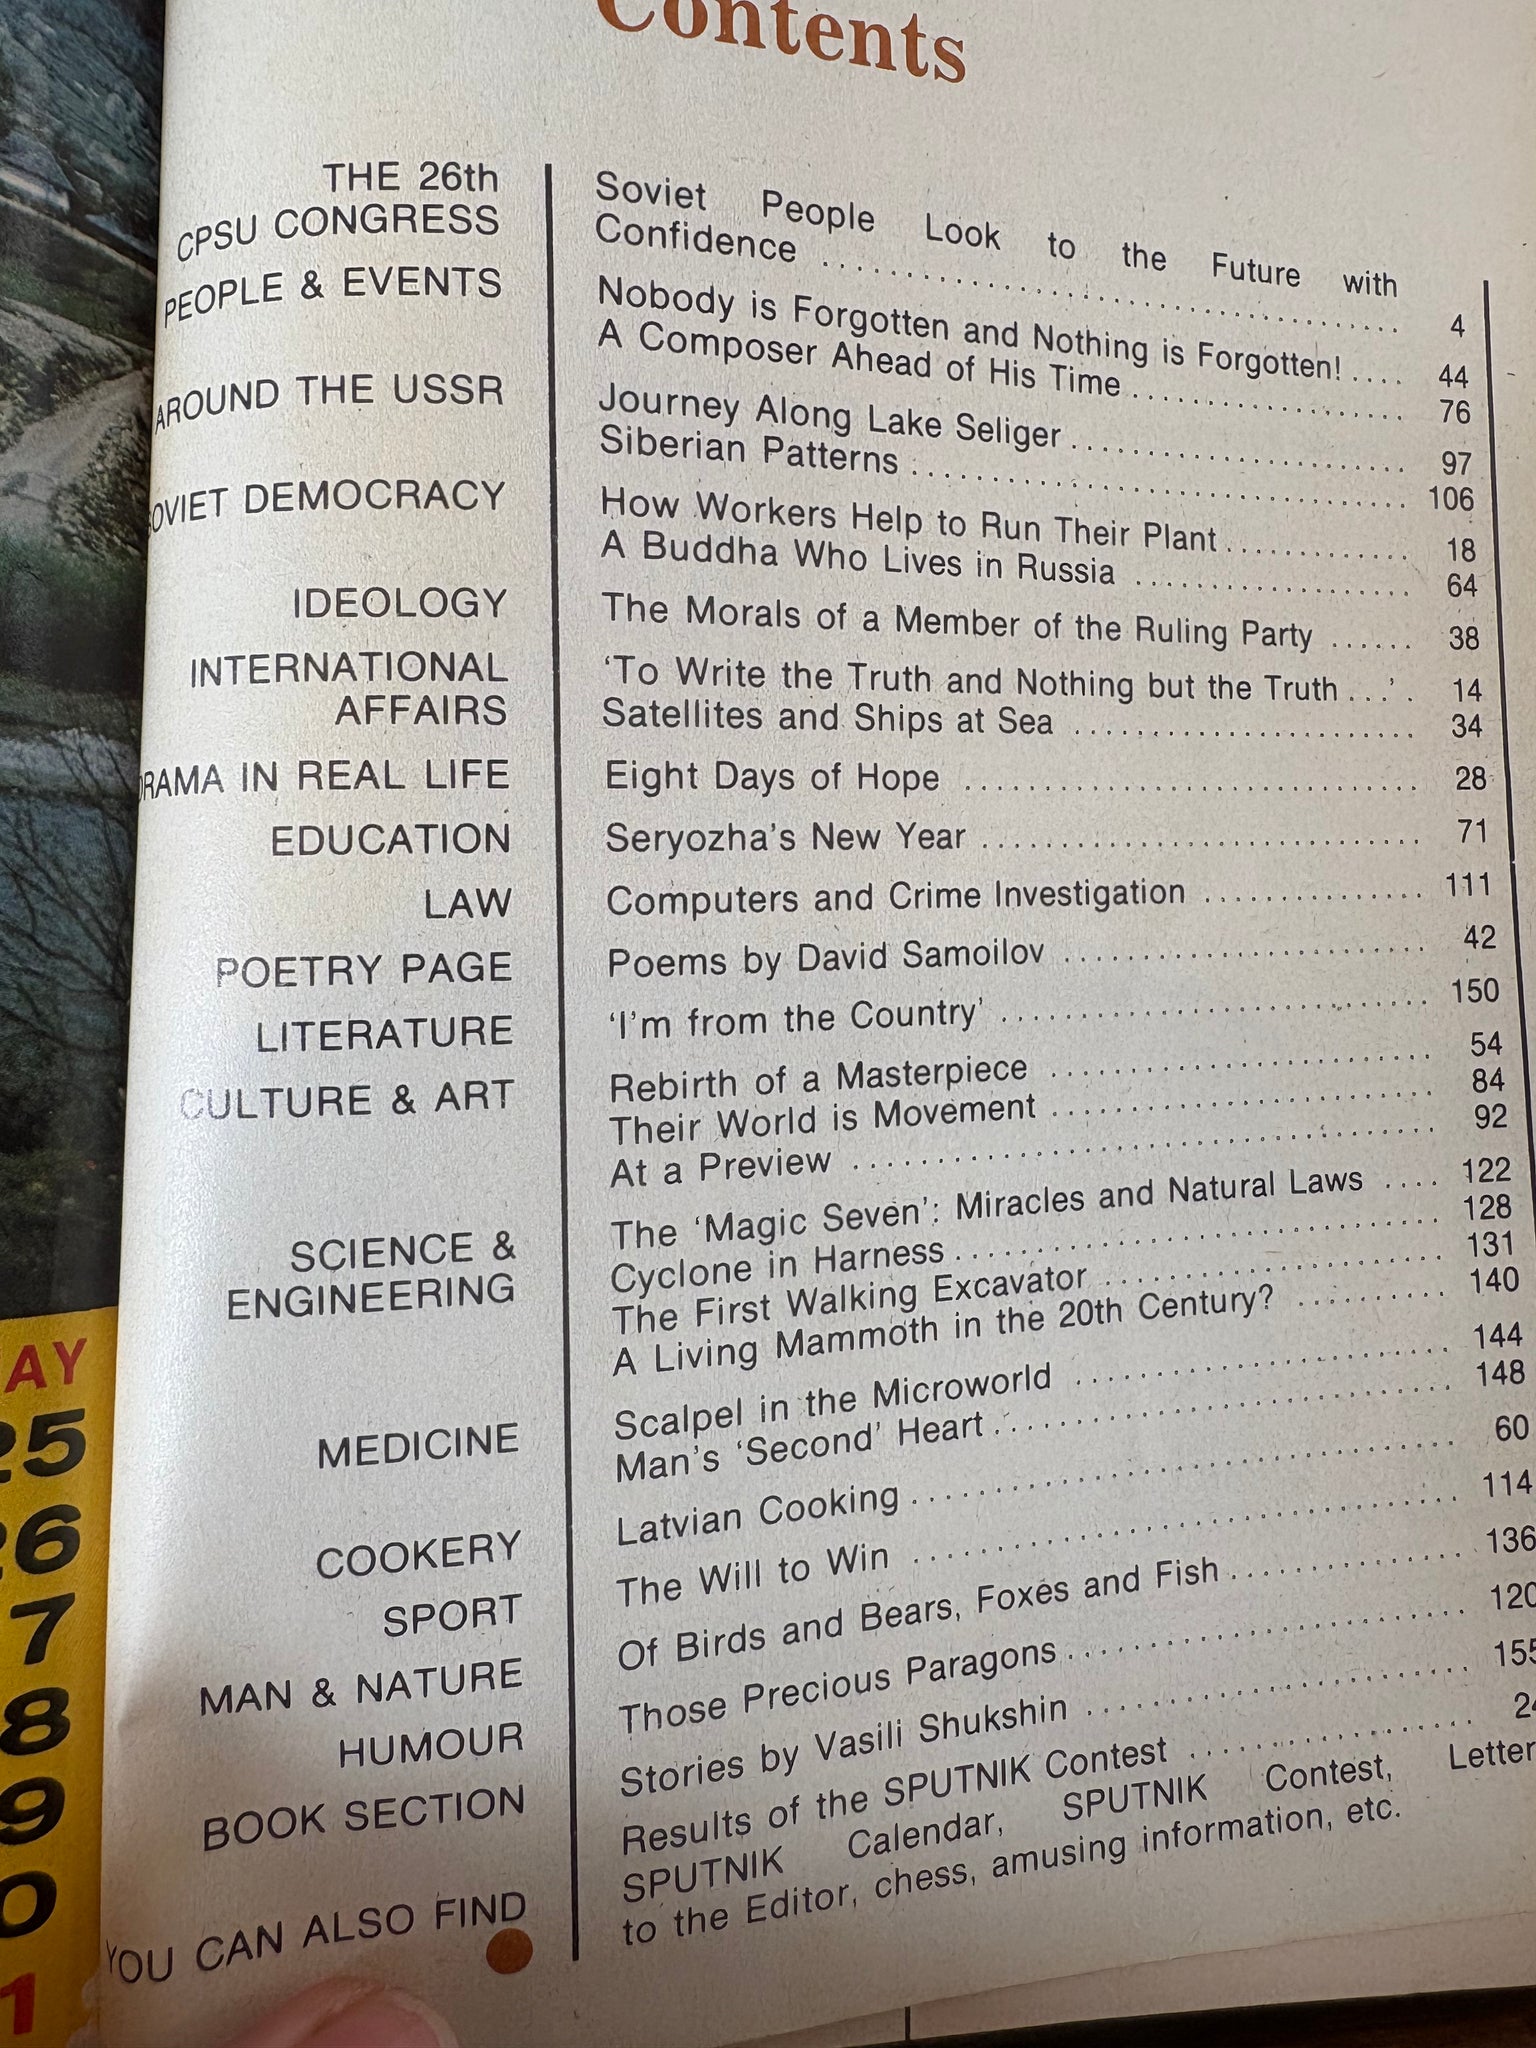 Contents
THE 26th
CPSU CONGRESS
Soviet People Look to the Future with
Confidence .......... 4
PEOPLE & EVENTS
Nobody is Forgotten and Nothing is Forgotten! .... 44
A Composer Ahead of His Time .......... 76
AROUND THE USSR
Journey Along Lake Seliger .......... 97
Siberian Patterns .......... 106
SOVIET DEMOCRACY
How Workers Help to Run Their Plant .......... 18
A Buddha Who Lives in Russia .......... 64
IDEOLOGY
The Morals of a Member of the Ruling Party ...... 38
INTERNATIONAL
AFFAIRS
‘To Write the Truth and Nothing but the Truth...’. 14
Satellites and Ships at Sea .......... 34
DRAMA IN REAL LIFE
Eight Days of Hope .......... 28
EDUCATION
Seryozha's New Year .......... 71
LAW
Computers and Crime Investigation .......... 111
POETRY PAGE
Poems by David Samoilov .......... 42
LITERATURE
‘I'm from the Country’ .......... 150
CULTURE & ART
Rebirth of a Masterpiece .......... 54
Their World is Movement .......... 84
At a Preview .......... 92
SCIENCE &
ENGINEERING
The ‘Magic Seven’: Miracles and Natural Laws .... 122
Cyclone in Harness .......... 128
The First Walking Excavator .......... 131
A Living Mammoth in the 20th Century? .......... 140
MEDICINE
Scalpel in the Microworld .......... 144
Man's ‘Second’ Heart .......... 148
COOKERY
Latvian Cooking .......... 60
SPORT
The Will to Win .......... 114
MAN & NATURE
Of Birds and Bears, Foxes and Fish .......... 136
HUMOUR
Those Precious Paragons .......... 120
BOOK SECTION
Stories by Vasili Shukshin .......... 155
YOU CAN ALSO FIND
Results of the SPUTNIK Contest .......... 24
SPUTNIK Calendar, SPUTNIK Contest, Letter
to the Editor, chess, amusing information, etc.
AY
25
26
7
8
9
0
1